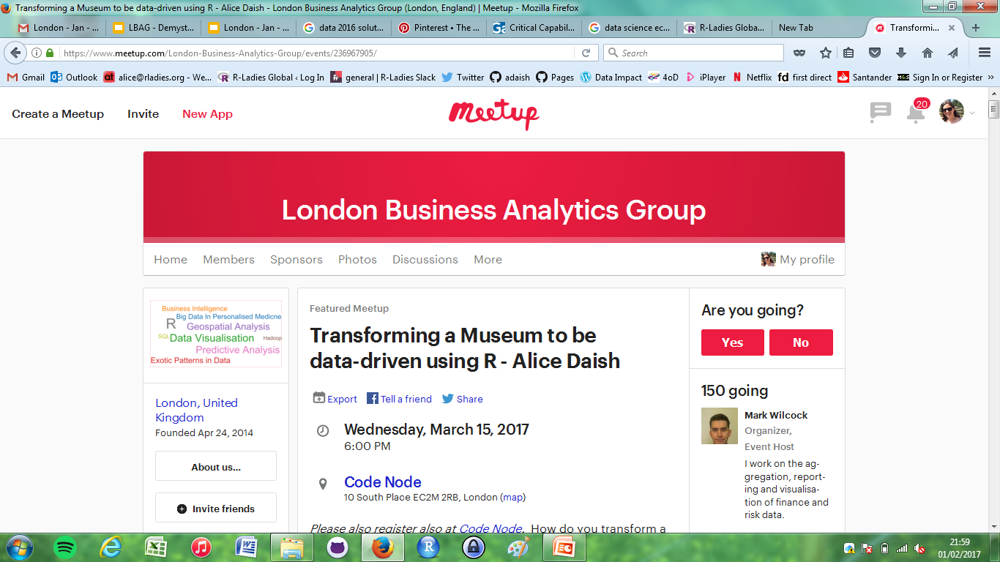 Transforming a Museum to be data-driven using R - Alice Daish - London Business Analytics Group (London, England) | Meetup - Mozilla Firefox
London - Jan - ...
LBAG - Demyst...
London - Jan - ...
data 2016 solut...
Pinterest • The ...
Critical Capabil...
data science ec...
R-Ladies Globa...
New Tab
Transformi...
https://www.meetup.com/London-Business-Analytics-Group/events/236967905/
Search
Gmail
Outlook
alice@rladies.org - We...
R-Ladies Global ‹ Log In
general | R-Ladies Slack
Twitter
adaish
Pages
Data Impact
4oD
iPlayer
Netflix
fd first direct
Santander
M&S Sign In or Register
Create a Meetup
Invite
New App
Meetup
20
London Business Analytics Group
Home
Members
Sponsors
Photos
Discussions
More
My profile
Business Intelligence
Big Data In Personalised Medicne
R
Geospatial Analysis
SQL
Data Visualisation
Hadoop
Predictive Analysis
Exotic Patterns in Data
London, United
Kingdom
Founded Apr 24, 2014
About us...
Invite friends
Featured Meetup
Transforming a Museum to be
data-driven using R - Alice Daish
Export
Tell a friend
Share
Wednesday, March 15, 2017
6:00 PM
Code Node
10 South Place EC2M 2RB, London (map)
Please also register also at Code Node. How do you transform a
Are you going?
Yes
No
150 going
Mark Wilcock
Organizer,
Event Host
I work on the ag-
gregation, report-
ing and visualisa-
tion of finance and
risk data.
21:59
01/02/2017